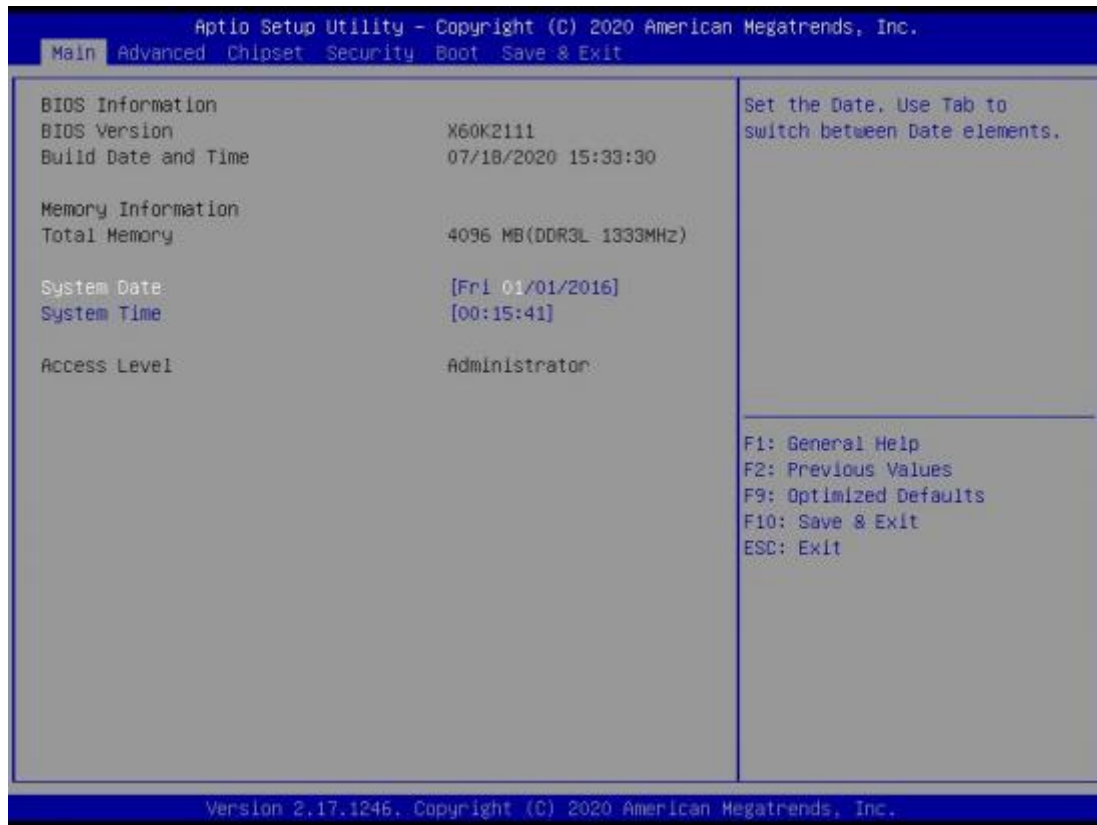 Aptio Setup Utility – Copyright (C) 2020 American Megatrends, Inc.
Main Advanced Chipset Security Boot Save & Exit
BIOS Information
BIOS Version X60K2111
Build Date and Time 07/18/2020 15:33:30
Memory Information
Total Memory 4096 MB(DDR3L 1333MHz)
System Date [Fri 01/01/2016]
System Time [00:15:41]
Access Level Administrator
Set the Date. Use Tab to
switch between Date elements.
F1: General Help
F2: Previous Values
F9: Optimized Defaults
F10: Save & Exit
ESC: Exit
Version 2.17.1246. Copyright (C) 2020 American Megatrends, Inc.